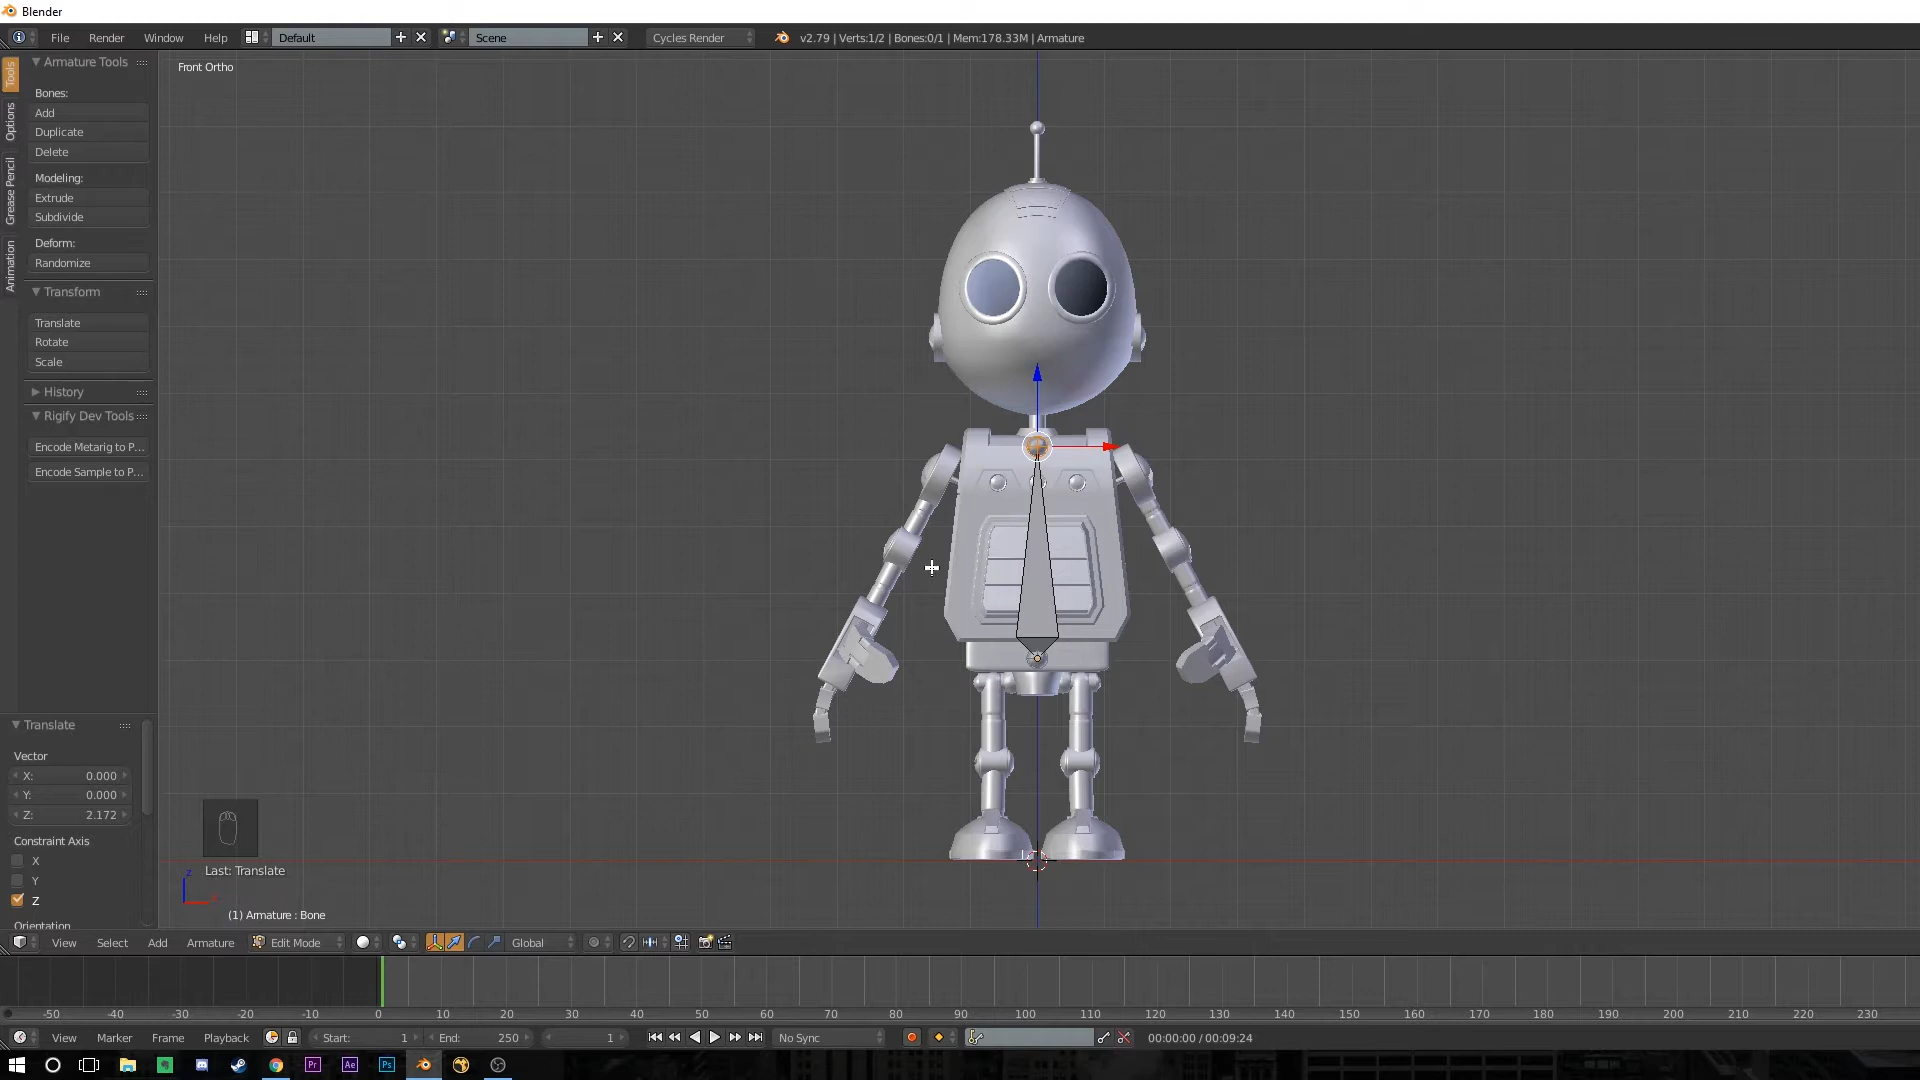 Blender
File Render Window Help Default Scene Cycles Render v2.79 | Verts:1/2 | Bones:0/1 | Mem:178.33M | Armature
Tools
Options
Grease Pencil
Animation
Armature Tools
Bones:
Add
Duplicate
Delete
Modeling:
Extrude
Subdivide
Deform:
Randomize
Transform
Translate
Rotate
Scale
History
Rigify Dev Tools
Encode Metarig to P...
Encode Sample to P...
Front Ortho
Translate
Vector
X: 0.000
Y: 0.000
Z: 2.172
Constraint Axis
X
Y
Z
Orientation
Last: Translate
z
(1) Armature : Bone
View Select Add Armature Edit Mode Global
-50 -40 -30 -20 -10 0 10 20 30 40 50 60 70 80 90 100 110 120 130 140 150 160 170 180 190 200 210 220 230
View Marker Frame Playback Start: 1 End: 250 1 No Sync 00:00:00 / 00:09:24
Pr Ae Ps